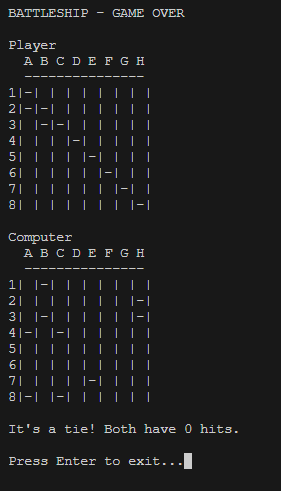 BATTLESHIP - GAME OVER
Player
  A B C D E F G H
  ---------------
1|-| | | | | | | |
2|-|-| | | | | | |
3| |-|-| | | | | |
4| | | |-| | | | |
5| | | | |-| | | |
6| | | | | |-| | |
7| | | | | | |-| |
8| | | | | | | |-|
Computer
  A B C D E F G H
  ---------------
1| |-| | | | | | |
2| | | | | | | |-|
3| |-| | | | | |-|
4|-| |-| | | | | |
5| | | | | | | | |
6| | | | | | | | |
7| | | | |-| | | |
8|-| |-| | | | | |
It's a tie! Both have 0 hits.
Press Enter to exit...